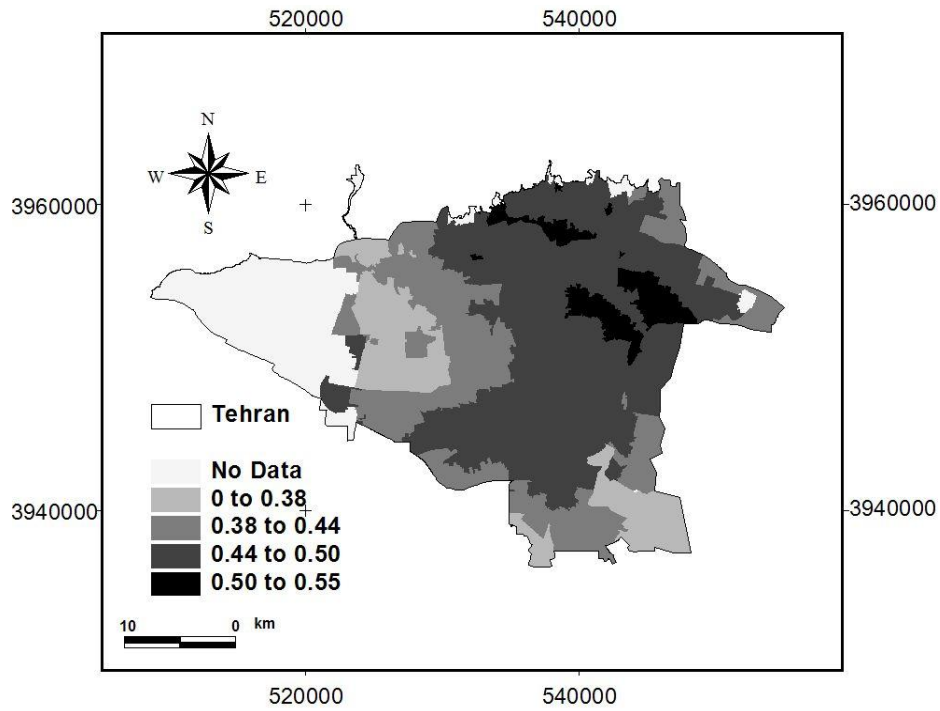 520000 540000
N
W E
S
3960000 3960000
Tehran
No Data
0 to 0.38
3940000 3940000
0.38 to 0.44
0.44 to 0.50
0.50 to 0.55
10 0 km
520000 540000